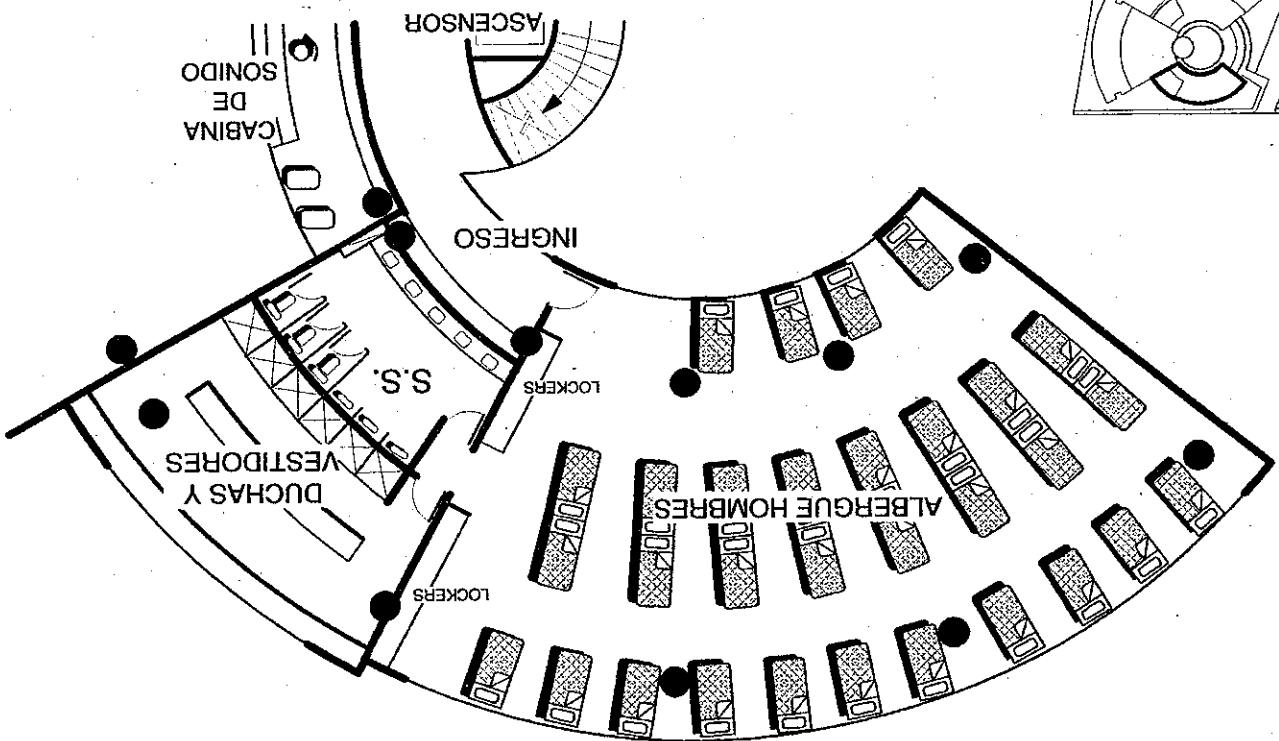 LOCKERS
DUCHAS Y
VESTIDORES
ALBERGUE HOMBRES
LOCKERS
S.S.
INGRESO
CABINA
DE
SONIDO
ASCENSOR